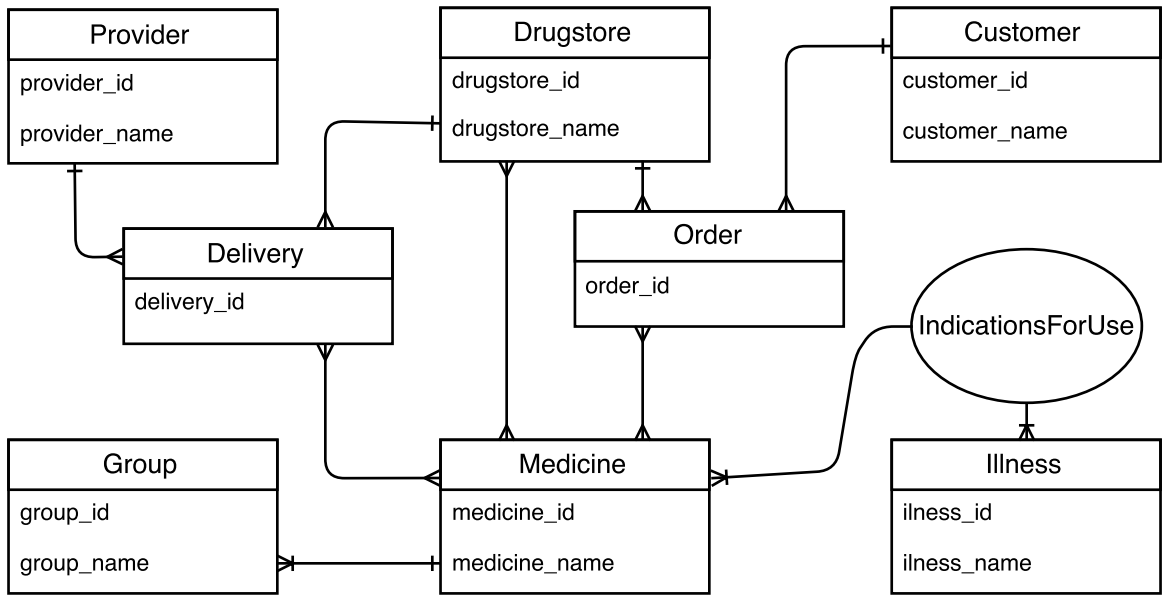 Provider
provider_id
provider_name
Drugstore
drugstore_id
drugstore_name
Customer
customer_id
customer_name
Delivery
delivery_id
Order
order_id
IndicationsForUse
Group
group_id
group_name
Medicine
medicine_id
medicine_name
Illness
ilness_id
ilness_name